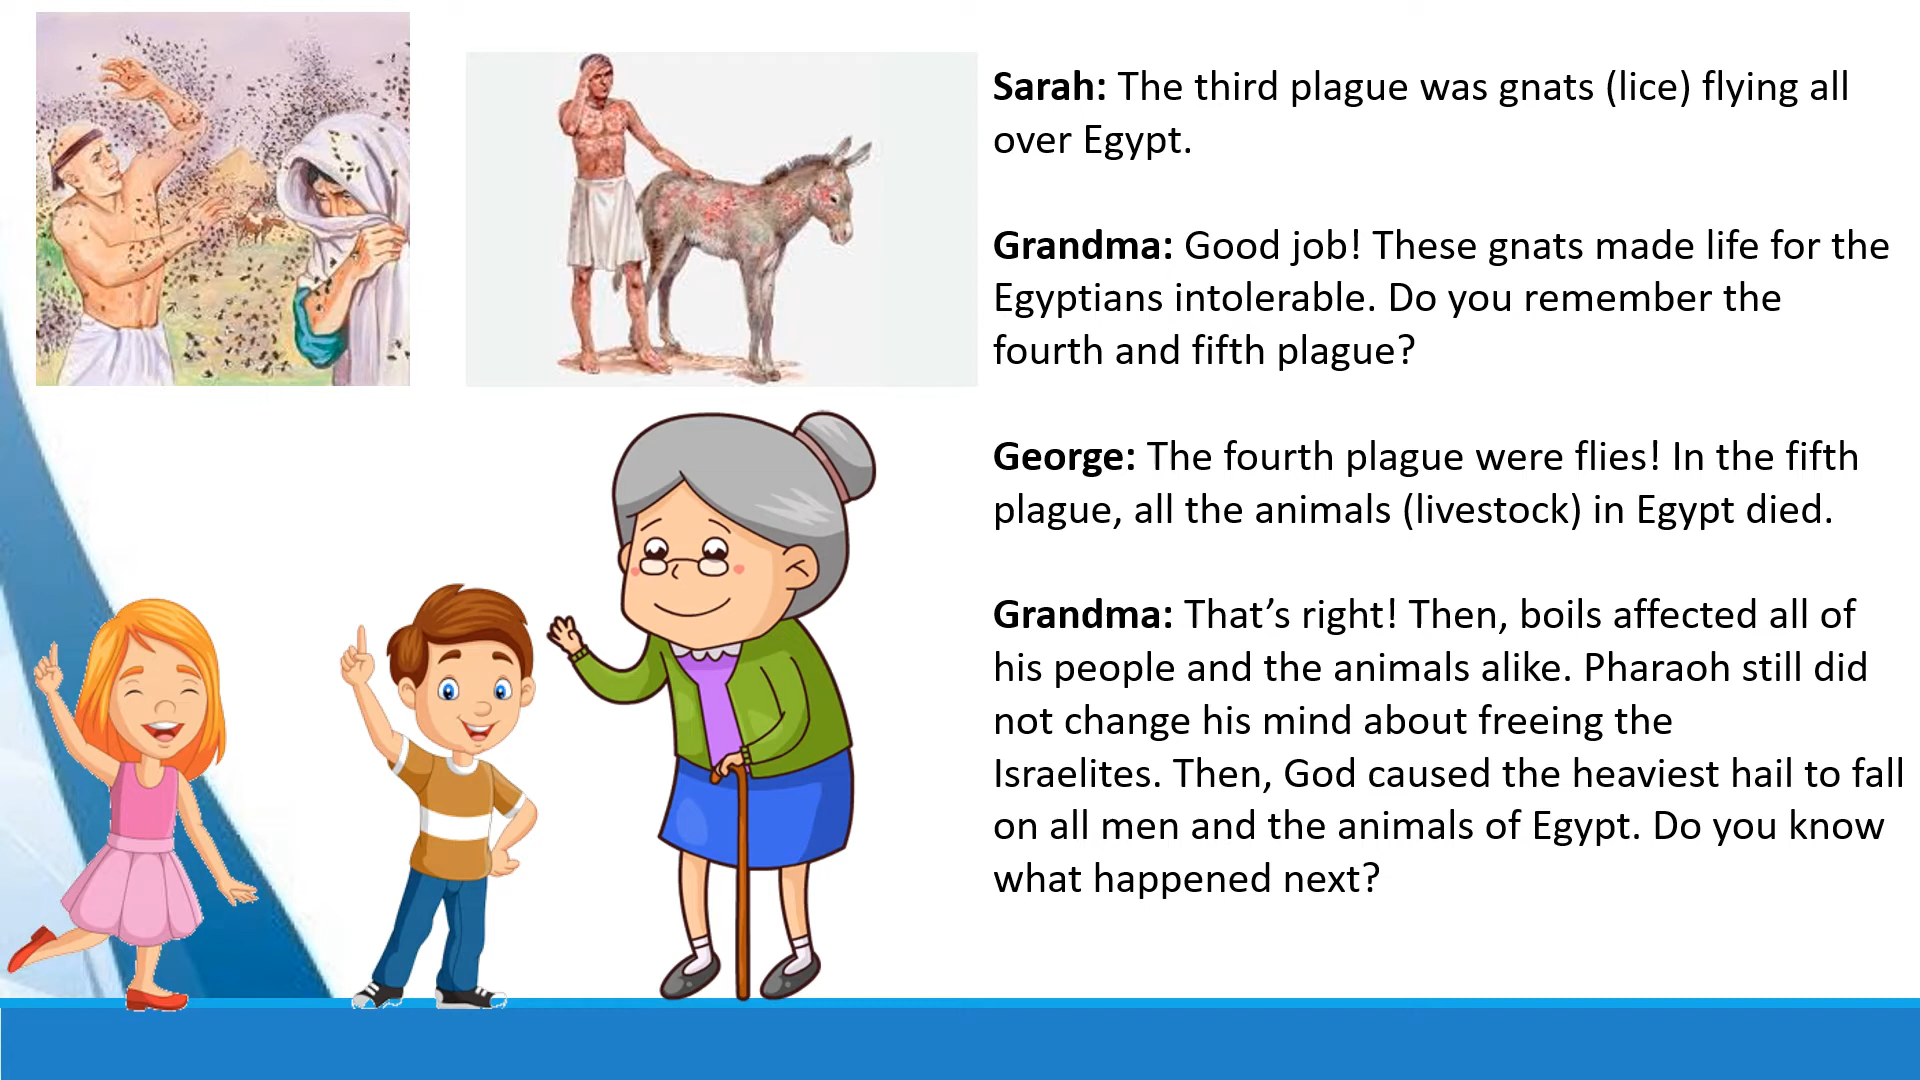 Sarah: The third plague was gnats (lice) flying all
over Egypt.
Grandma: Good job! These gnats made life for the
Egyptians intolerable. Do you remember the
fourth and fifth plague?
George: The fourth plague were flies! In the fifth
plague, all the animals (livestock) in Egypt died.
Grandma: That’s right! Then, boils affected all of
his people and the animals alike. Pharaoh still did
not change his mind about freeing the
Israelites. Then, God caused the heaviest hail to fall
on all men and the animals of Egypt. Do you know
what happened next?